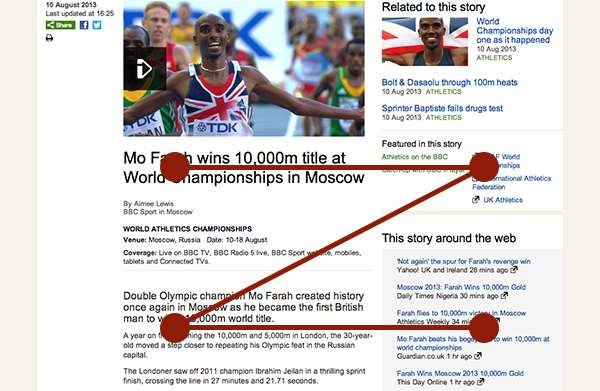 10 August 2013
Last updated at 16:25
Share
TDK
TDK
Mo Farah wins 10,000m title at
World Championships in Moscow
By Aimee Lewis
BBC Sport in Moscow
WORLD ATHLETICS CHAMPIONSHIPS
Venue: Moscow, Russia Date: 10-18 August
Coverage: Live on BBC TV, BBC Radio 5 live, BBC Sport website, mobiles,
tablets and Connected TVs.
Double Olympic champion Mo Farah created history
once again in Moscow as he became the first British
man to 10,000m world title.
A year on the 10,000m and 5,000m in London, the 30-year-
old moved a step closer to repeating his Olympic feat in the Russian
capital.
The Londoner saw off 2011 champion Ibrahim Jeilan in a thrilling sprint
finish, crossing the line in 27 minutes and 21.71 seconds.
Related to this story
World
Championships day
one as it happened
10 Aug 2013
ATHLETICS
Bolt & Dasaolu through 100m heats
10 Aug 2013 ATHLETICS
Sprinter Baptiste fails drugs test
10 Aug 2013 ATHLETICS
Featured in this story
Athletics on the BBC
World
International Athletics
Federation
UK Athletics
This story around the web
'Not again' the spur for Farah's revenge win
Yahoo! UK and Ireland 28 mins ago
Moscow 2013: Farah Wins 10,000m Gold
Daily Times Nigeria 30 mins ago
Farah flies to 10,000m victory in Moscow
Athletics Weekly 34
Mo Farah beats his to win 10,000m at
world championships
Guardian.co.uk 1 hr ago
Farah Wins Moscow 2013 10,000m Gold
This Day Online 1 hr ago